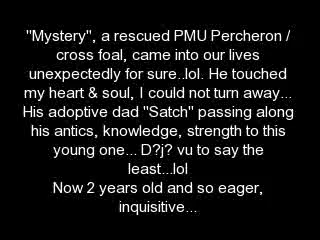 "Mystery", a rescued PMU Percheron /
cross foal, came into our lives
unexpectedly for sure..lol. He touched
my heart & soul, I could not turn away...
His adoptive dad "Satch" passing along
his antics, knowledge, strength to this
young one... D?j? vu to say the
least...lol
Now 2 years old and so eager,
inquisitive...